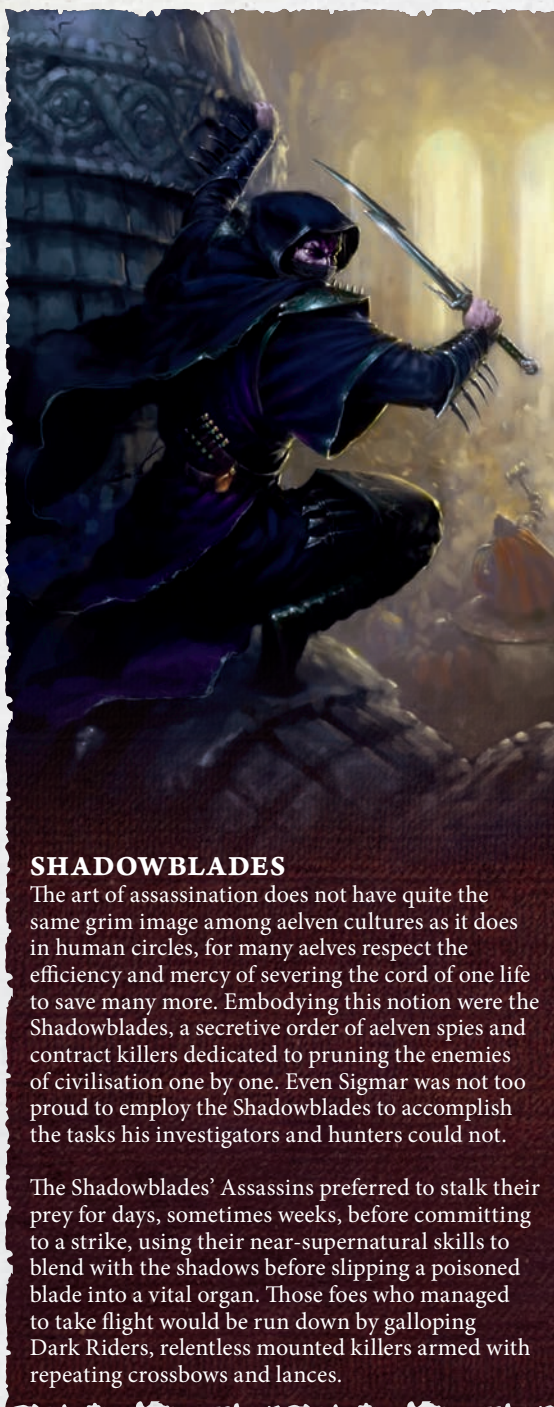 SHADOWBLADES
The art of assassination does not have quite the
same grim image among aelven cultures as it does
in human circles, for many aelves respect the
efficiency and mercy of severing the cord of one life
to save many more. Embodying this notion were the
Shadowblades, a secretive order of aelven spies and
contract killers dedicated to pruning the enemies
of civilisation one by one. Even Sigmar was not too
proud to employ the Shadowblades to accomplish
the tasks his investigators and hunters could not.
The Shadowblades’ Assassins preferred to stalk their
prey for days, sometimes weeks, before committing
to a strike, using their near-supernatural skills to
blend with the shadows before slipping a poisoned
blade into a vital organ. Those foes who managed
to take flight would be run down by galloping
Dark Riders, relentless mounted killers armed with
repeating crossbows and lances.